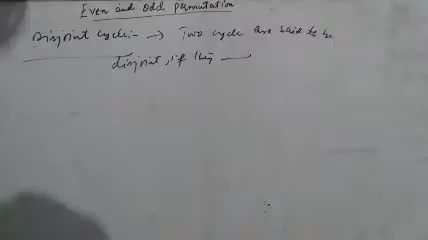 Even and odd permutation
Disjoint cycle:- → Two cycle are said to be
disjoint, if they —